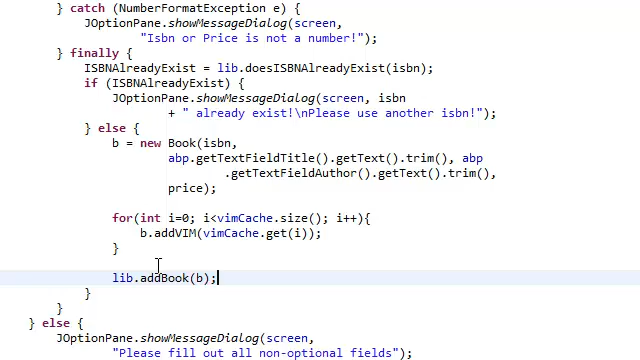 } catch (NumberFormatException e) {
JOptionPane.showMessageDialog(screen,
"Isbn or Price is not a number!");
} finally {
ISBNAlreadyExist = lib.doesISBNAlreadyExist(isbn);
if (ISBNAlreadyExist) {
JOptionPane.showMessageDialog(screen, isbn
+ " already exist!\nPlease use another isbn!");
} else {
b = new Book(isbn,
abp.getTextFieldTitle().getText().trim(), abp
.getTextFieldAuthor().getText().trim(),
price);
for(int i=0; i<vimCache.size(); i++){
b.addVIM(vimCache.get(i));
}
lib.addBook(b);
}
}
} else {
JOptionPane.showMessageDialog(screen,
"Please fill out all non-optional fields");